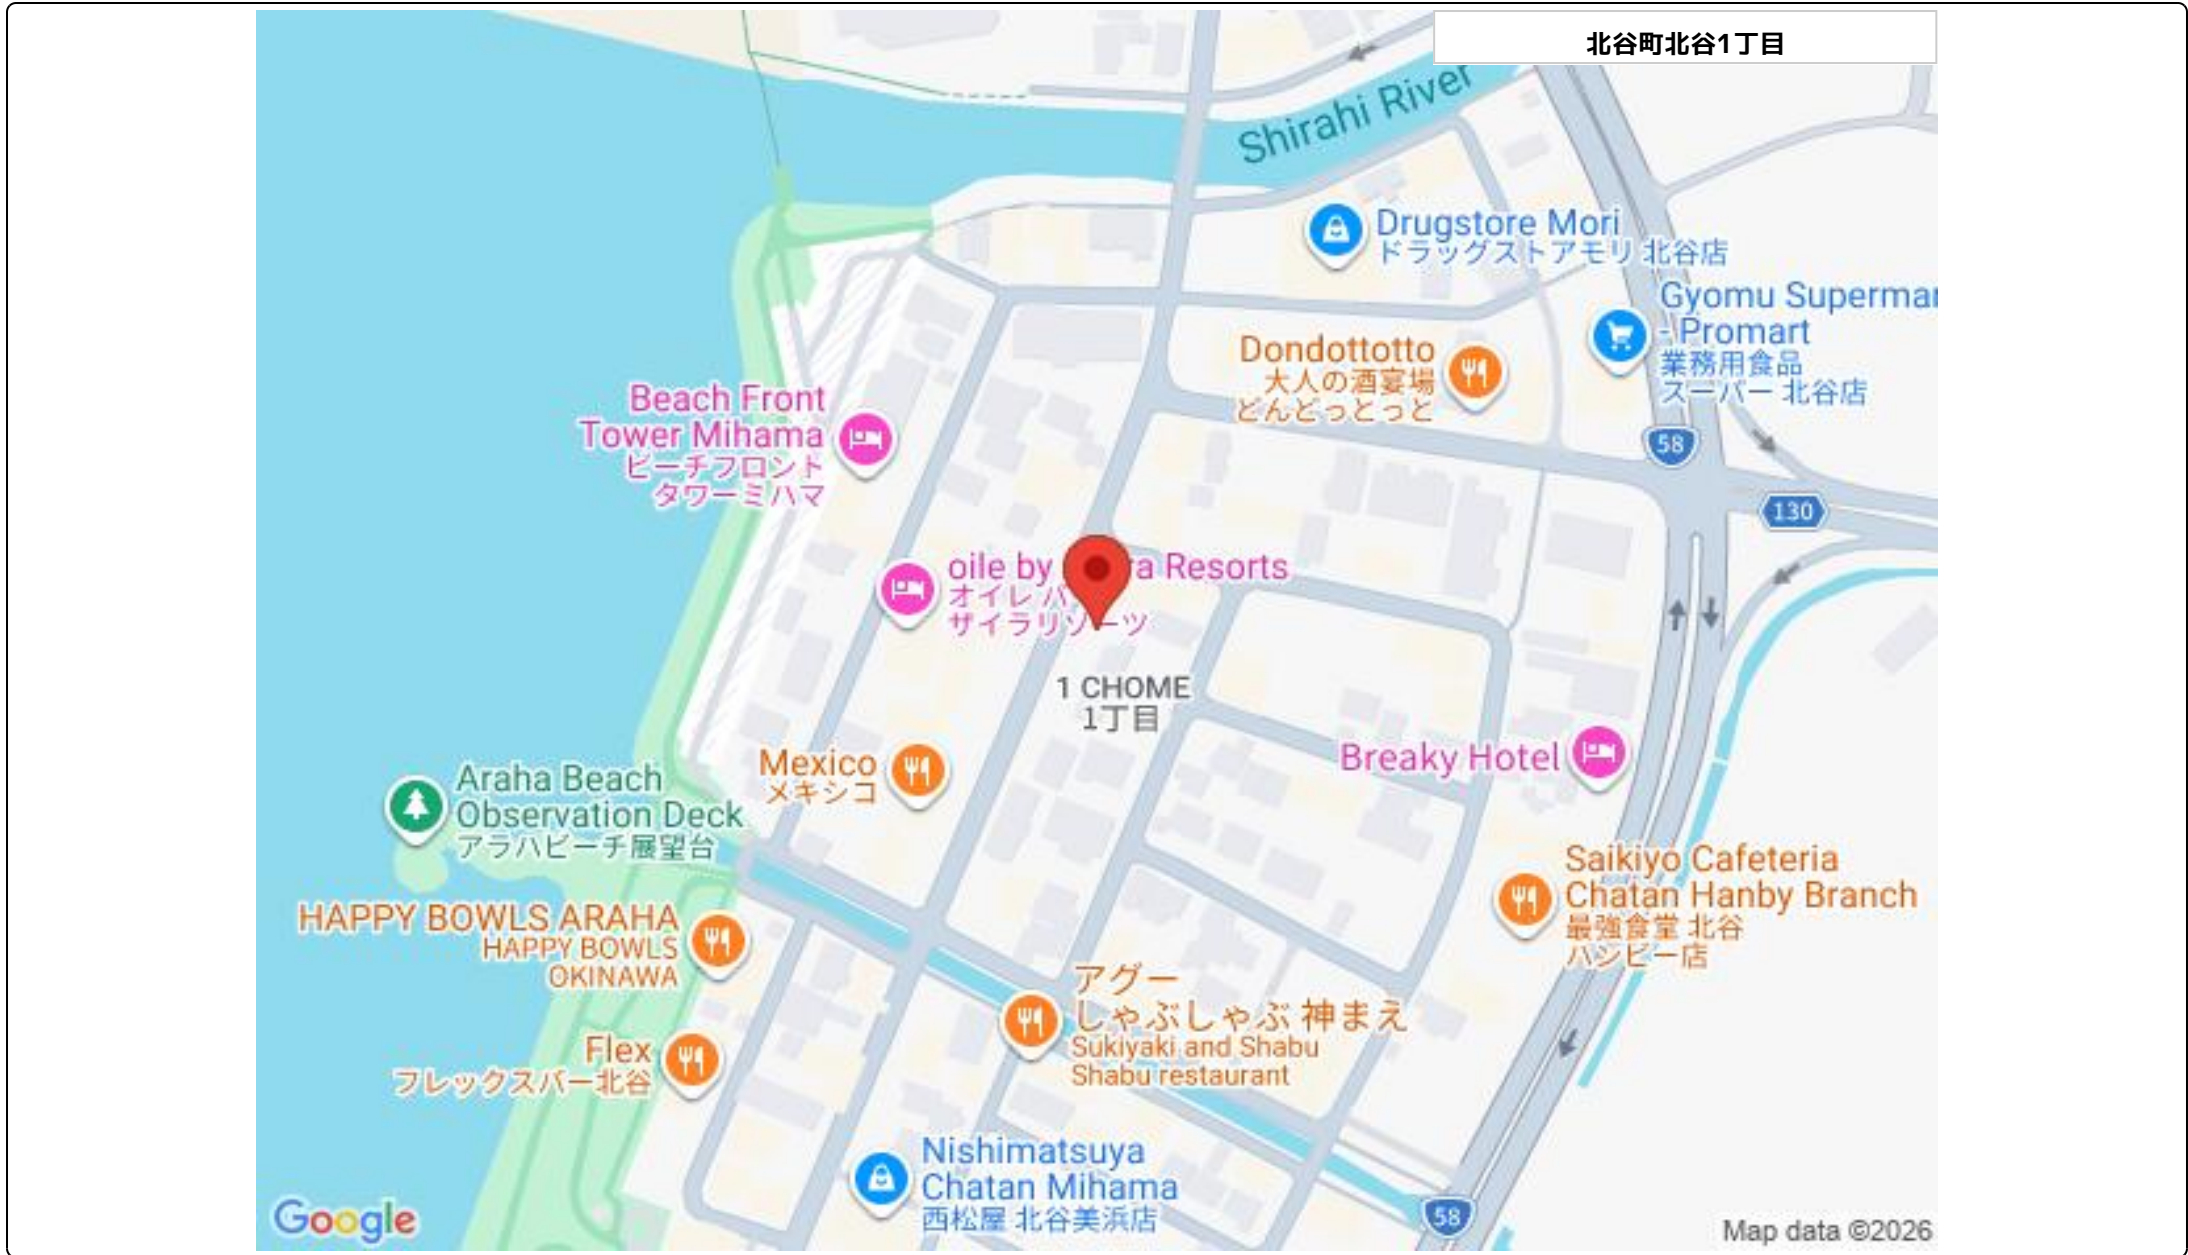 北谷町北谷1丁目
Shirahi River
Drugstore Mori
ドラッグストアモリ 北谷店
Gyomu Supermar
- Promart
業務用食品
スーパー 北谷店
Dondottotto
大人の酒宴場
どんどっとっと
58
130
Beach Front
Tower Mihama
ビーチフロント
タワーミハマ
oile by ra Resorts
オイレ バ
ザイラリゾーツ
1 CHOME
1丁目
Breaky Hotel
Mexico
メキシコ
Araha Beach
Observation Deck
アラハビーチ展望台
Saikiyo Cafeteria
Chatan Hanby Branch
最強食堂 北谷
ハンビー店
HAPPY BOWLS ARAHA
HAPPY BOWLS
OKINAWA
アグー
しゃぶしゃぶ 神まえ
Sukiyaki and Shabu
Shabu restaurant
Flex
フレックスバー北谷
Nishimatsuya
Chatan Mihama
西松屋 北谷美浜店
58
Google
Map data ©2026